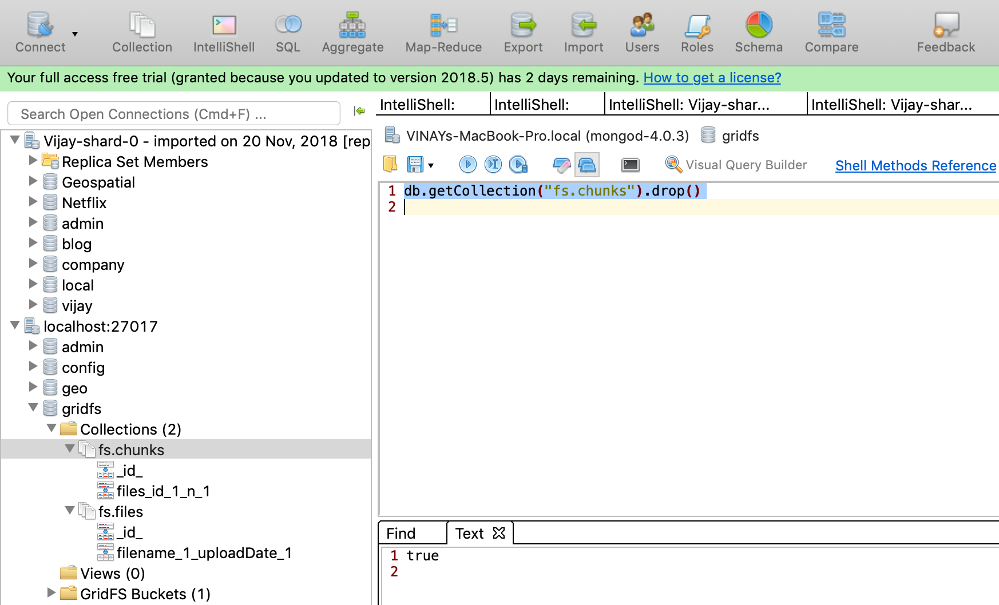 Connect Collection IntelliShell SQL Aggregate Map-Reduce Export Import Users Roles Schema Compare Feedback
Your full access free trial (granted because you updated to version 2018.5) has 2 days remaining. How to get a license?
Search Open Connections (Cmd+F) ...
Vijay-shard-0 - imported on 20 Nov, 2018 [rep
Replica Set Members
Geospatial
Netflix
admin
blog
company
local
vijay
localhost:27017
admin
config
geo
gridfs
Collections (2)
fs.chunks
_id_
files_id_1_n_1
fs.files
_id_
filename_1_uploadDate_1
Views (0)
GridFS Buckets (1)
IntelliShell: IntelliShell: IntelliShell: Vijay-shar... IntelliShell: Vijay-shar...
VINAYs-MacBook-Pro.local (mongod-4.0.3) gridfs
Visual Query Builder Shell Methods Reference
1 db.getCollection("fs.chunks").drop()
2
Find Text
1 true
2